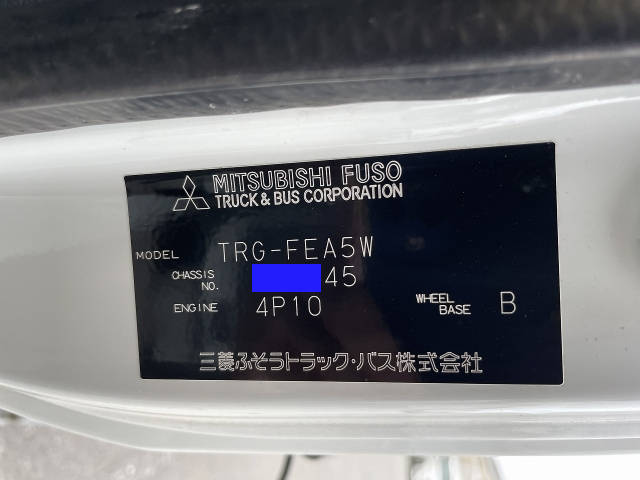 MITSUBISHI FUSO
TRUCK & BUS CORPORATION
MODEL TRG-FEA5W
CHASSIS NO. 45
ENGINE 4P10 WHEEL BASE B
三菱ふそうトラック・バス株式会社